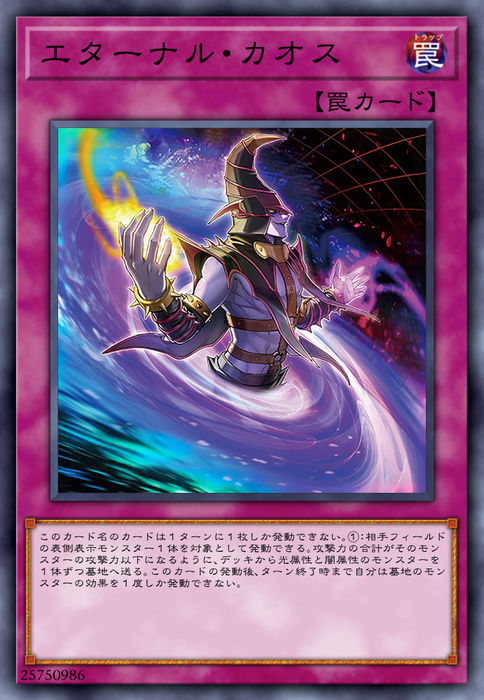 エターナル・カオス
トラップ
罠
【罠カード】
このカード名のカードは１ターンに１枚しか発動できない。①：相手フィールド
の表側表示モンスター１体を対象として発動できる。攻撃力の合計がそのモン
スターの攻撃力以下になるように、デッキから光属性と闇属性のモンスターを
１体ずつ墓地へ送る。このカードの発動後、ターン終了時まで自分は墓地のモン
スターの効果を１度しか発動できない。
25750986